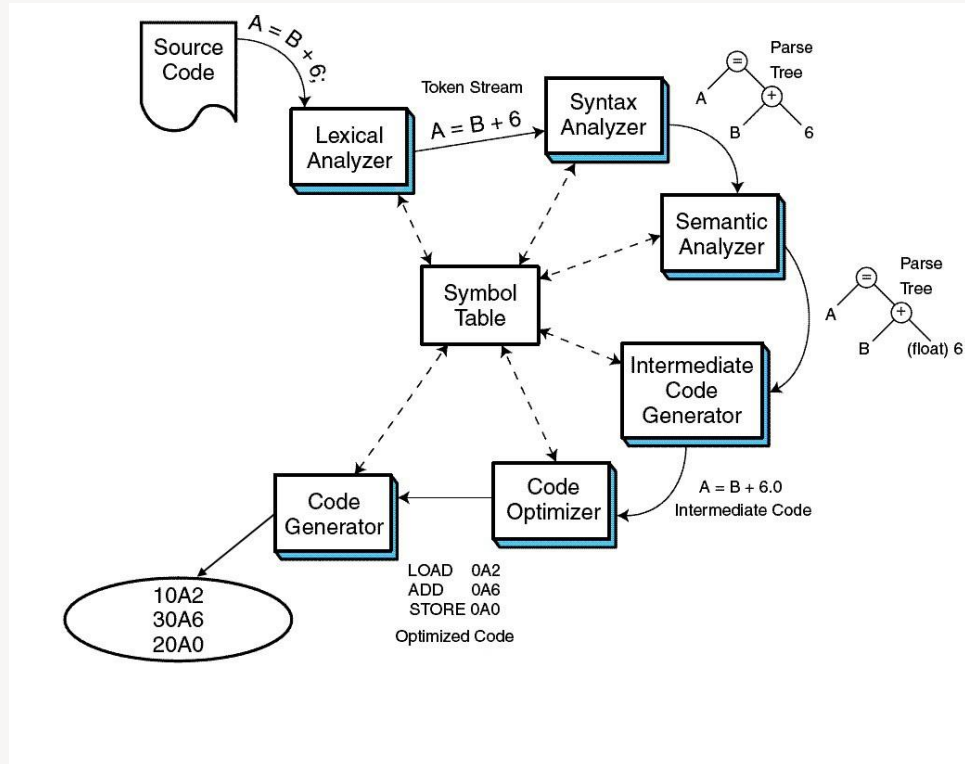 Source
Code
A = B + 6;
Lexical
Analyzer
Token Stream
A = B + 6
Syntax
Analyzer
Parse
Tree
=
A
+
B
6
Semantic
Analyzer
Parse
Tree
=
A
+
B
(float) 6
Symbol
Table
Intermediate
Code
Generator
A = B + 6.0
Intermediate Code
Code
Optimizer
LOAD 0A2
ADD 0A6
STORE 0A0
Optimized Code
Code
Generator
10A2
30A6
20A0